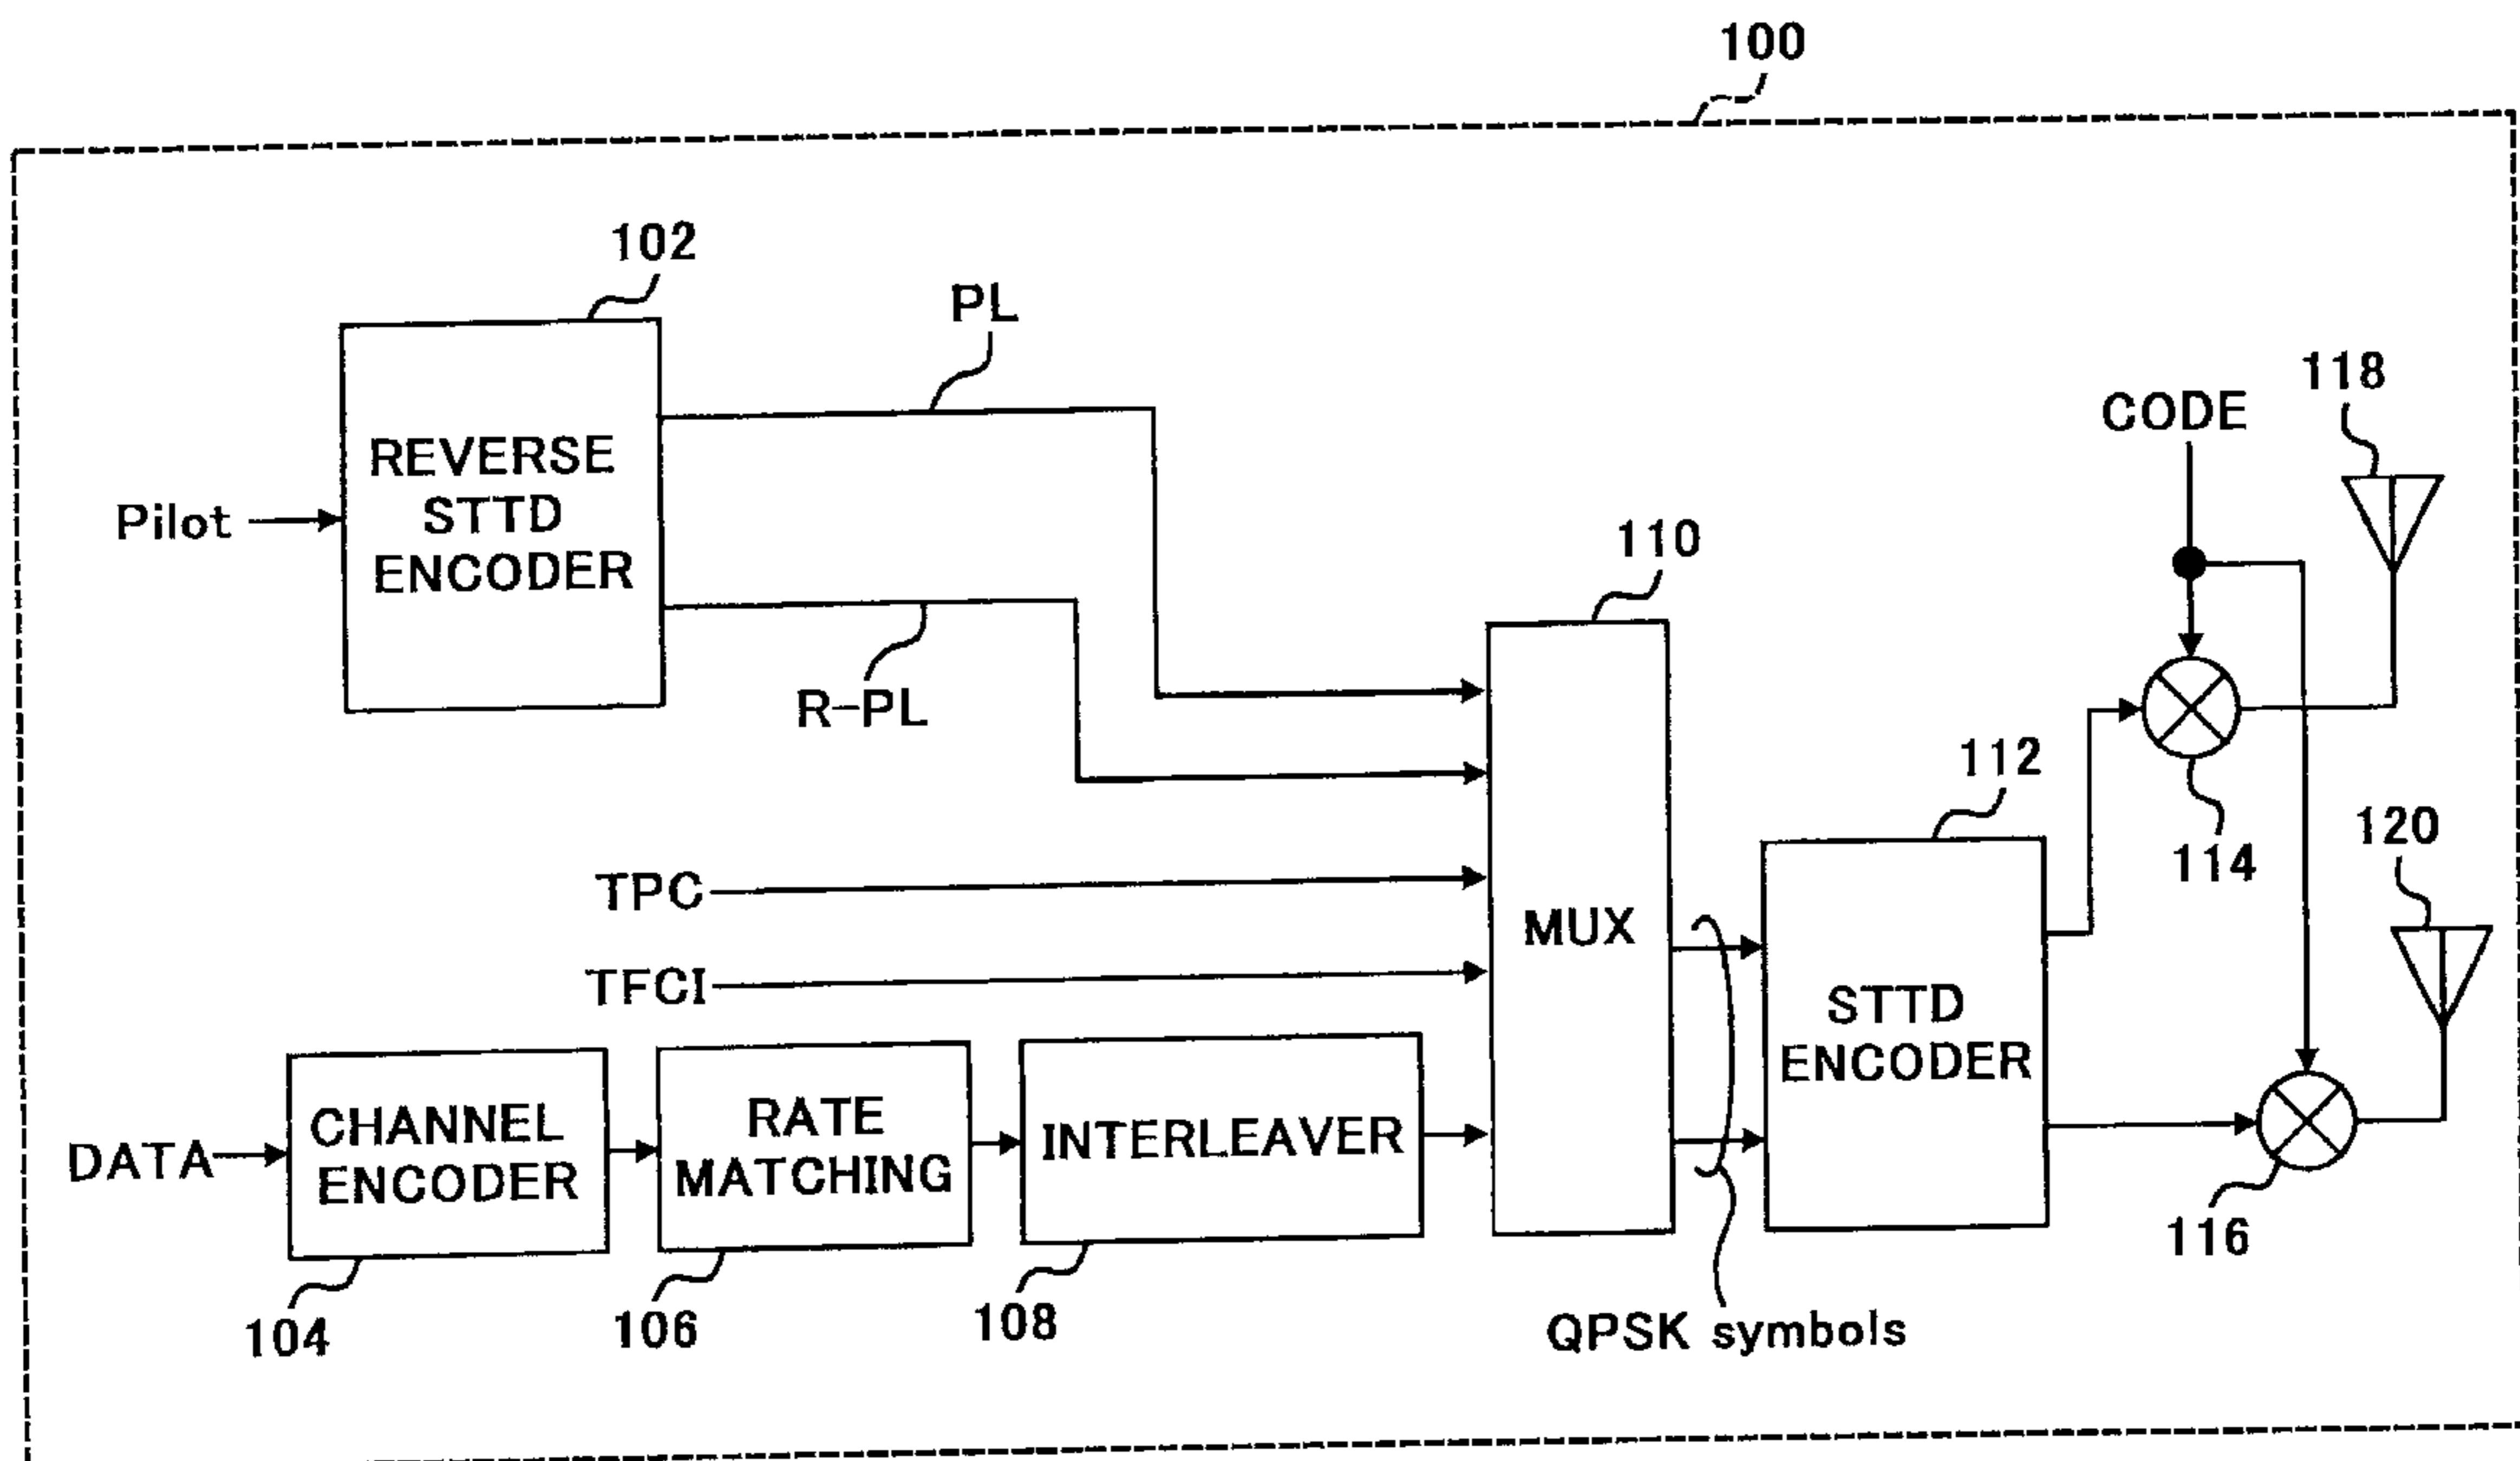 100
102
PL
REVERSE
STTD
ENCODER
Pilot
R-PL
CODE
118
110
114
112
120
TPC
TFCI
MUX
STTD
ENCODER
DATA
CHANNEL
ENCODER
RATE
MATCHING
INTERLEAVER
116
104
106
108
QPSK symbols